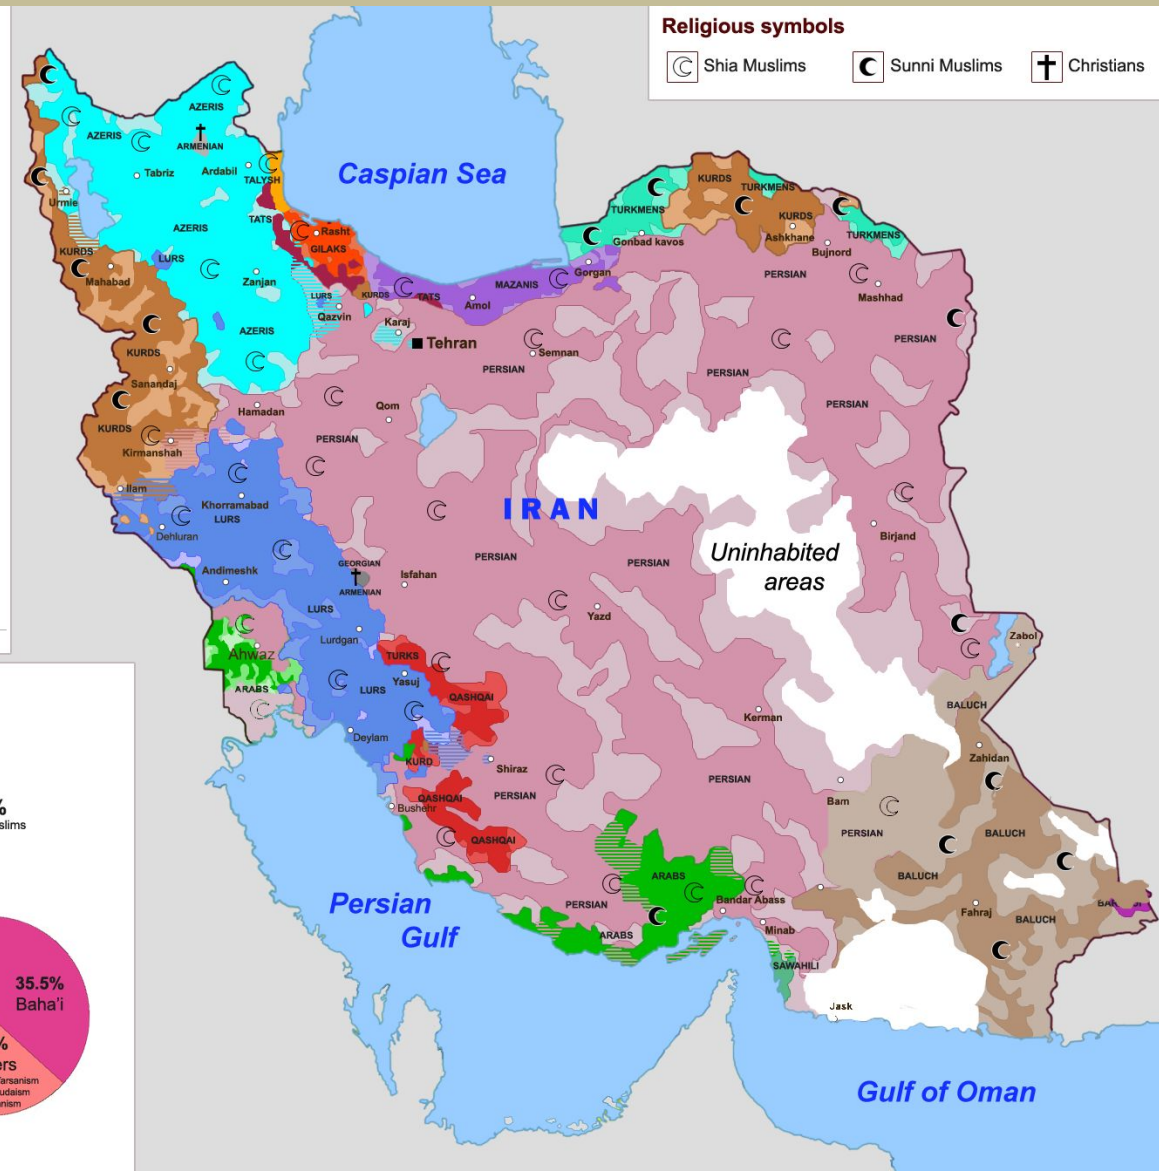 Religious symbols
Shia Muslims
Sunni Muslims
Christians
AZERIS
AZERIS
ARMENIAN
Tabriz
Ardabil
TALYSH
Urmie
TATS
AZERIS
Rasht
GILAKS
KURDS
LURS
Mahabad
Zanjan
LURS
KURDS
TATS
Qazvin
Amol
MAZANIS
Gorgan
AZERIS
Karaj
Tehran
Caspian Sea
KURDS
TURKMENS
TURKMENS
KURDS
Gonbad kavos
Ashkhane
TURKMENS
Bujnord
PERSIAN
Mashhad
PERSIAN
Semnan
PERSIAN
PERSIAN
PERSIAN
KURDS
Sanandaj
Hamadan
Qom
KURDS
PERSIAN
Kirmanshah
Ilam
Khorramabad
LURS
IRAN
Dehluran
Birjand
Uninhabited
areas
PERSIAN
PERSIAN
GEORGIAN
Andimeshk
Isfahan
ARMENIAN
LURS
Yazd
Lurdgan
Zabol
Ahwaz
TURKS
Yasuj
ARABS
LURS
QASHQAI
BALUCH
Kerman
Deylam
Zahidan
KURD
Shiraz
PERSIAN
Bam
QASHQAI
PERSIAN
Bushehr
PERSIAN
BALUCH
QASHQAI
ARABS
BALUCH
Bandar Abass
PERSIAN
Fahraj
BALUCH
ARABS
Minab
SAWAHILI
Jask
Persian
Gulf
Gulf of Oman
%
slims
35.5%
Baha'i
%
ers
arsanism
udaism
nism